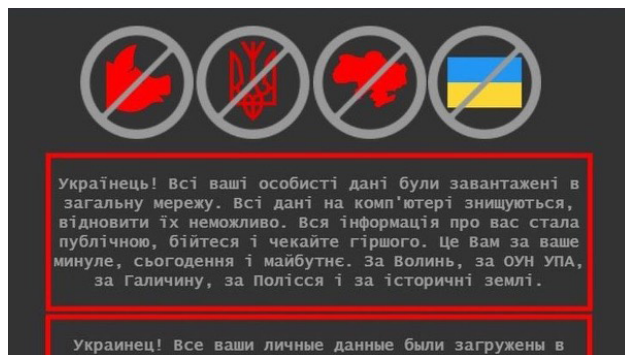 Українець! Всі ваші особисті дані були завантажені в
загальну мережу. Всі дані на комп'ютері знищуються,
відновити їх неможливо. Вся інформація про вас стала
публічною, бійтеся і чекайте гіршого. Це Вам за ваше
минуле, сьогодення і майбутнє. За Волинь, за ОУН УПА,
за Галичину, за Полісся і за історичні землі.
Украинец! Все ваши личные данные были загружены в